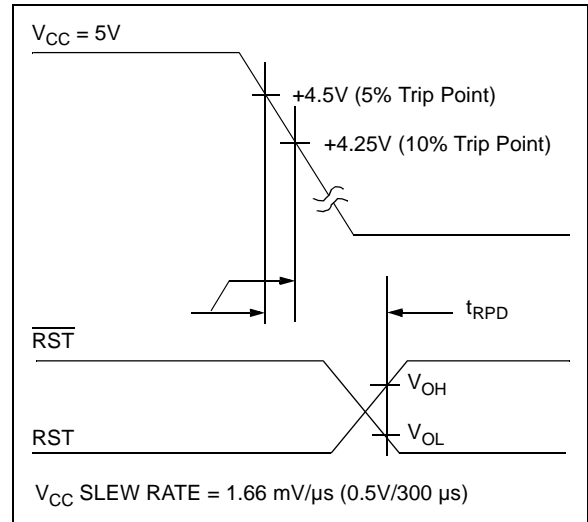 V_CC = 5V
+4.5V (5% Trip Point)
+4.25V (10% Trip Point)
t_RPD
R̅S̅T̅
V_OH
RST
V_OL
V_CC SLEW RATE = 1.66 mV/µs (0.5V/300 µs)